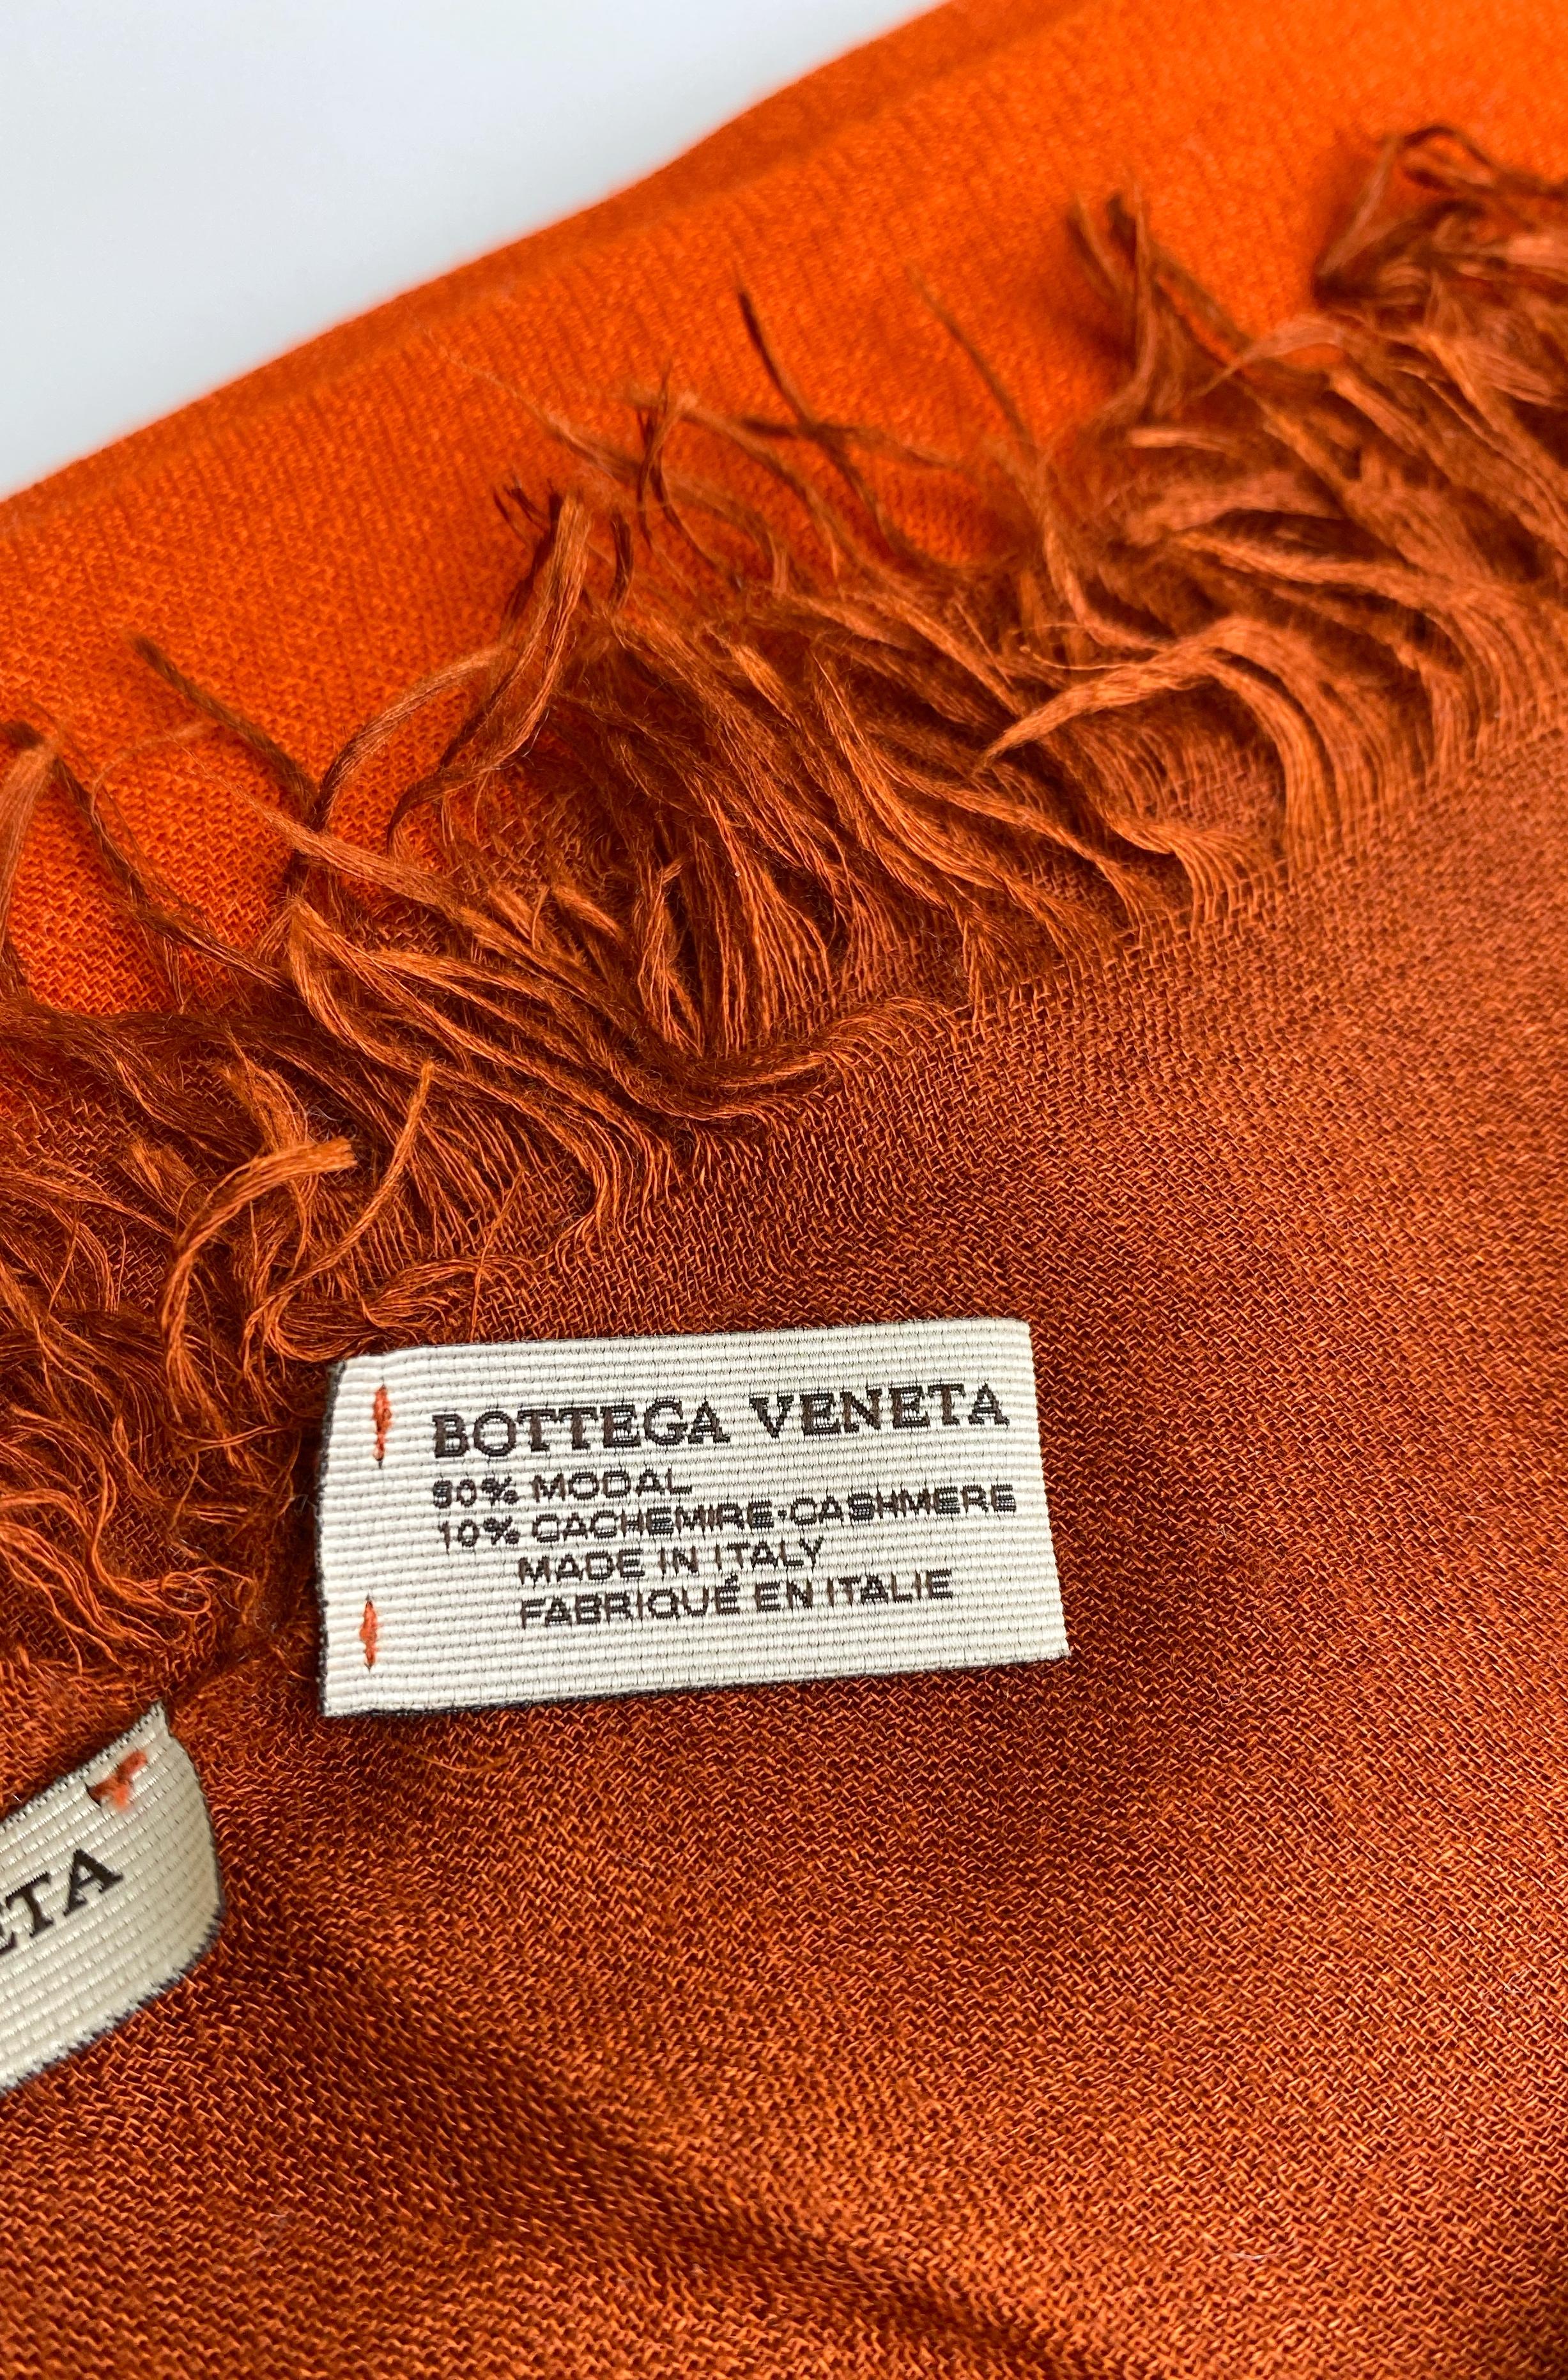 BOTTEGA VENETA
90% MODAL
10% CACHEMIRE-CASHMERE
MADE IN ITALY
FABRIQUÉ EN ITALIE
ETA